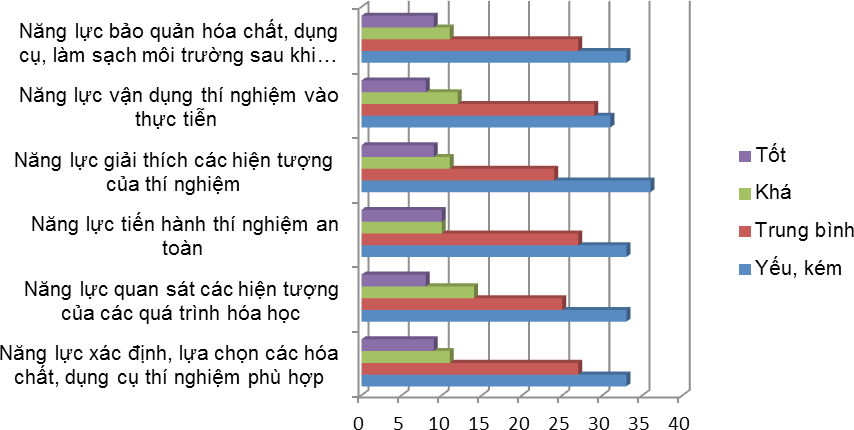 Năng lực bảo quản hóa chất, dụng
cụ, làm sạch môi trường sau khi…
Năng lực vận dụng thí nghiệm vào
thực tiễn
Năng lực giải thích các hiện tượng
của thí nghiệm
Năng lực tiến hành thí nghiệm an
toàn
Năng lực quan sát các hiện tượng
của các quá trình hóa học
Năng lực xác định, lựa chọn các hóa
chất, dụng cụ thí nghiệm phù hợp
0 5 10 15 20 25 30 35 40
Tốt
Khá
Trung bình
Yếu, kém